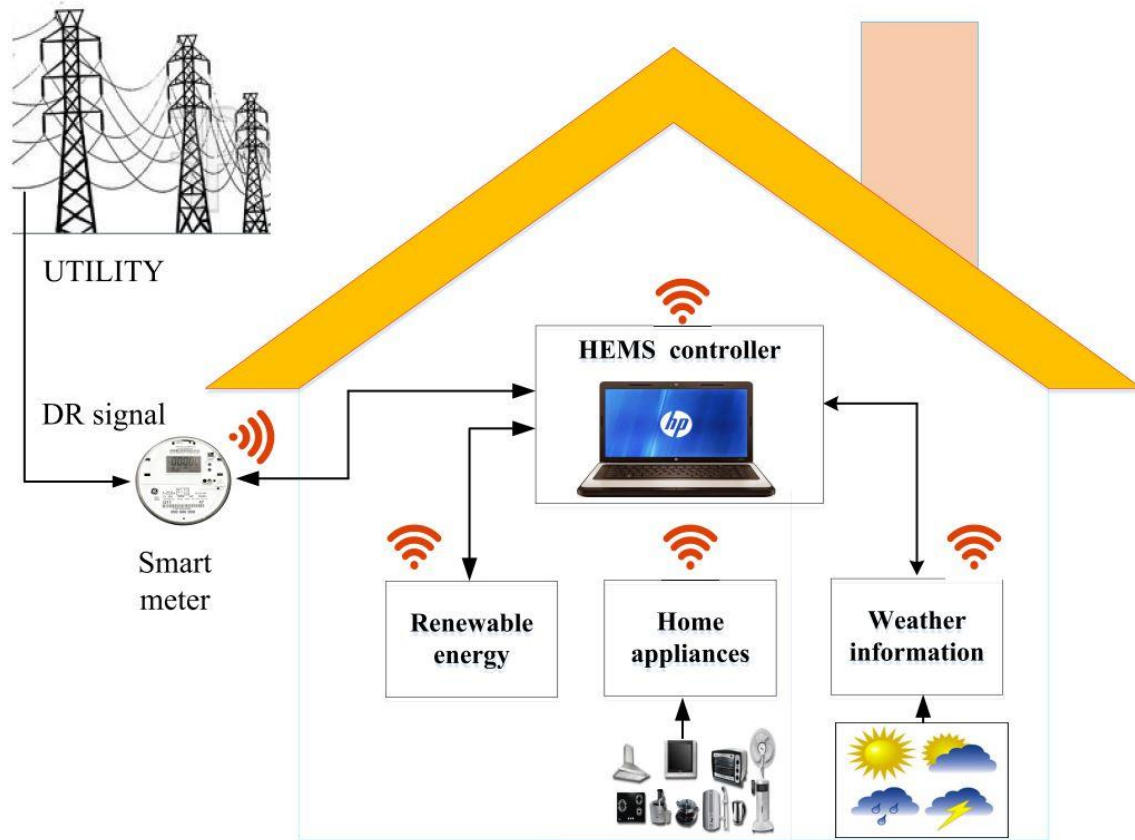 UTILITY
DR signal
Smart
meter
HEMS controller
hp
Renewable
energy
Home
appliances
Weather
information